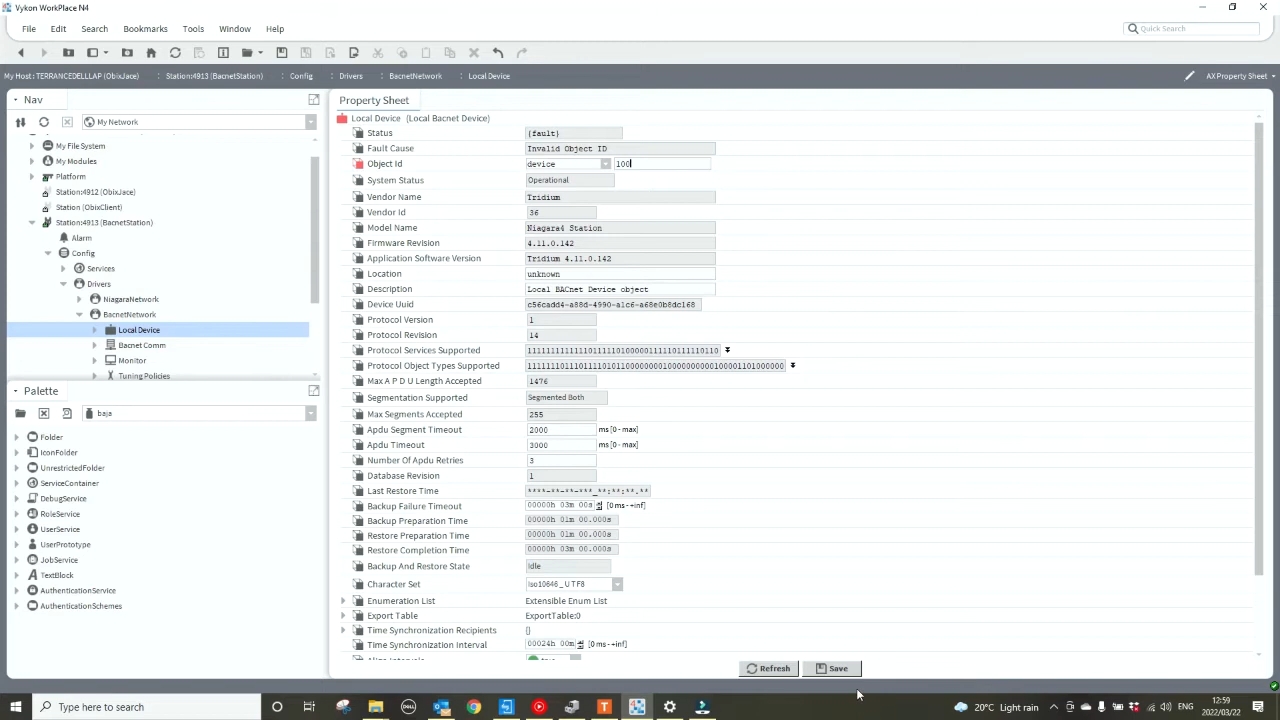 Vykon WorkPlace N4
File Edit Search Bookmarks Tools Window Help
Quick Search
My Host : TERRANCEDELLLAP (ObixJace) : Station:4913 (BacnetStation) : Config : Drivers : BacnetNetwork : Local Device
AX Property Sheet
Nav
My Network
My File System
My Modules
Platform
Station:4912 (ObixJace)
Station (ObixClient)
Station:4913 (BacnetStation)
Alarm
Config
Services
Drivers
NiagaraNetwork
BacnetNetwork
Local Device
Bacnet Comm
Monitor
Tuning Policies
Palette
baja
Folder
IconFolder
UnrestrictedFolder
ServiceContainer
DebugService
RoleService
UserService
UserPrototype
JobService
TextBlock
AuthenticationService
AuthenticationSchemes
Property Sheet
Local Device (Local Bacnet Device)
Status {fault}
Fault Cause Invalid Object ID
Object Id device 100
System Status Operational
Vendor Name Tridium
Vendor Id 36
Model Name Niagara4 Station
Firmware Revision 4.11.0.142
Application Software Version Tridium 4.11.0.142
Location unknown
Description Local BACnet Device object
Device Uuid c56cadd4-a88d-4990-a1c6-a68e0b8dc168
Protocol Version 1
Protocol Revision 14
Protocol Services Supported
Protocol Object Types Supported
Max A P D U Length Accepted 1476
Segmentation Supported Segmented Both
Max Segments Accepted 255
Apdu Segment Timeout 2000 ms [0 - max]
Apdu Timeout 3000 ms [0 - max]
Number Of Apdu Retries 3
Database Revision 1
Last Restore Time ****-**-**-***_**:**:**.**
Backup Failure Timeout 00000h 03m 00s [0 ms - +inf]
Backup Preparation Time 00000h 01m 00.000s
Restore Preparation Time 00000h 01m 00.000s
Restore Completion Time 00000h 03m 00.000s
Backup And Restore State Idle
Character Set Iso10646_ U T F8
Enumeration List Extensible Enum List
Export Table ExportTable:0
Time Synchronization Recipients {}
Time Synchronization Interval 00024h 00m [0 ms - +inf]
Align Intervals true
Refresh Save
Type here to search
20°C Light rain
ENG
12:59
2022/03/22